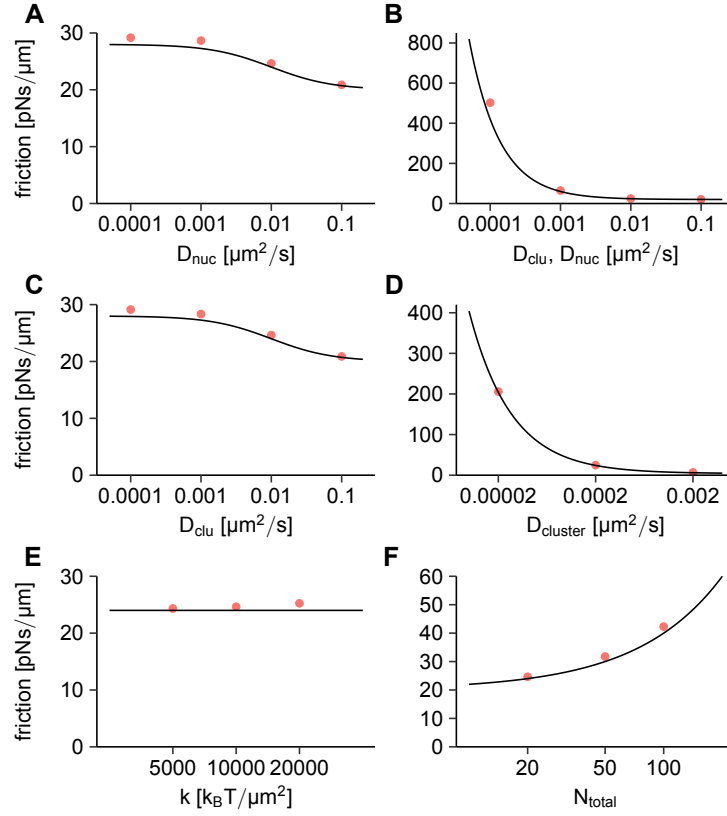 A
friction [pNs/μm]
30
20
10
0
0.0001 0.001 0.01 0.1
D_nuc [μm²/s]
B
800
600
400
200
0
0.0001 0.001 0.01 0.1
D_clu, D_nuc [μm²/s]
C
friction [pNs/μm]
30
20
10
0
0.0001 0.001 0.01 0.1
D_clu [μm²/s]
D
400
300
200
100
0
0.00002 0.0002 0.002
D_cluster [μm²/s]
E
friction [pNs/μm]
30
20
10
0
5000 10000 20000
k [k_BT/μm²]
F
60
50
40
30
20
10
0
20 50 100
N_total